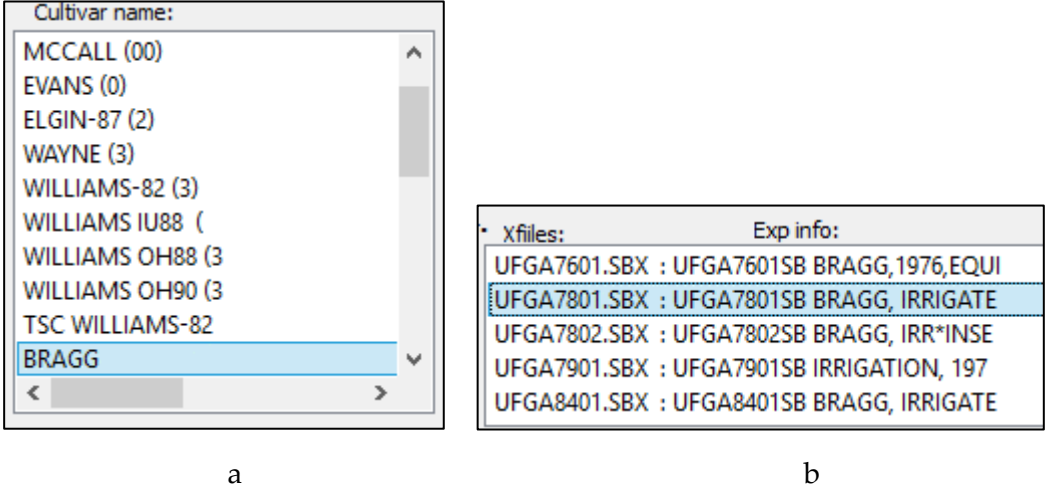 Cultivar name:
MCCALL (00)
EVANS (0)
ELGIN-87 (2)
WAYNE (3)
WILLIAMS-82 (3)
WILLIAMS IU88 (
WILLIAMS OH88 (3
WILLIAMS OH90 (3
TSC WILLIAMS-82
BRAGG
Xfiiles: Exp info:
UFGA7601.SBX : UFGA7601SB BRAGG,1976,EQUI
UFGA7801.SBX : UFGA7801SB BRAGG, IRRIGATE
UFGA7802.SBX : UFGA7802SB BRAGG, IRR*INSE
UFGA7901.SBX : UFGA7901SB IRRIGATION, 197
UFGA8401.SBX : UFGA8401SB BRAGG, IRRIGATE
a b